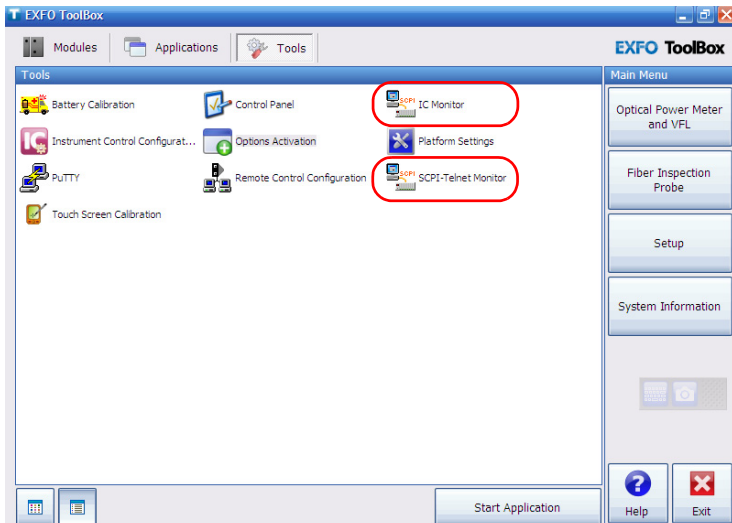 EXFO ToolBox
Modules
Applications
Tools
EXFO ToolBox
Tools
Main Menu
Battery Calibration
Control Panel
SCPI
IC Monitor
Instrument Control Configurat...
Options Activation
Platform Settings
PuTTY
Remote Control Configuration
SCPI
SCPI-Telnet Monitor
Touch Screen Calibration
Optical Power Meter
and VFL
Fiber Inspection
Probe
Setup
System Information
Start Application
Help
Exit